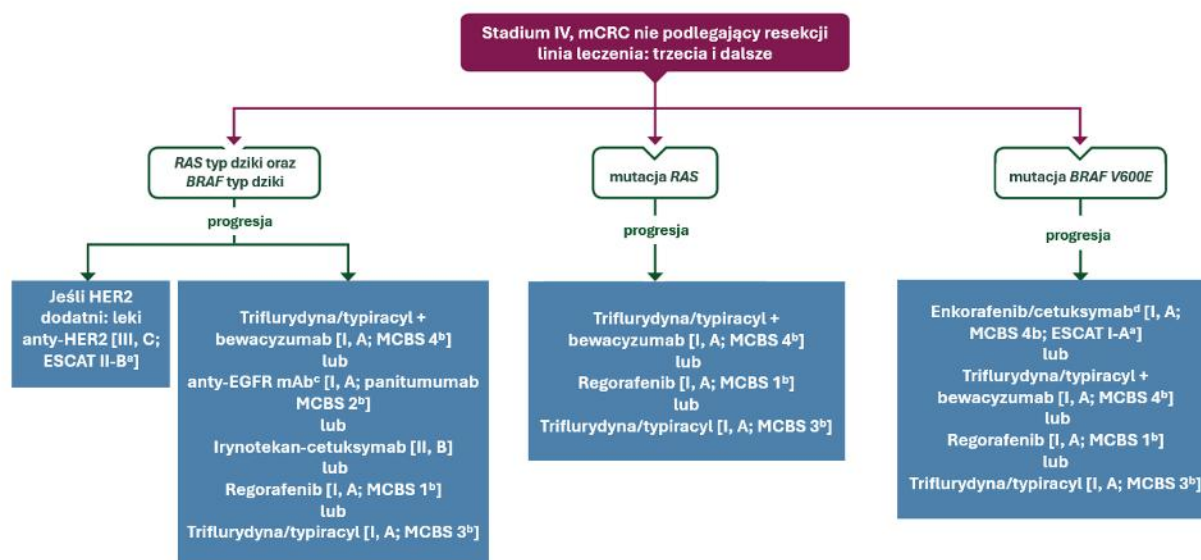 Stadium IV, mCRC nie podlegający resekcji
linia leczenia: trzecia i dalsze
RAS typ dziki oraz
BRAF typ dziki
progresja
Jeśli HER2
dodatni: leki
anty-HER2 [III, C;
ESCAT II-Bᵃ]
Triflurydyna/typiracyl +
bewacyzumab [I, A; MCBS 4ᵇ]
lub
anty-EGFR mAbᶜ [I, A; panitumumab
MCBS 2ᵇ]
lub
Irynotekan-cetuksymab [II, B]
lub
Regorafenib [I, A; MCBS 1ᵇ]
lub
Triflurydyna/typiracyl [I, A; MCBS 3ᵇ]
mutacja RAS
progresja
Triflurydyna/typiracyl +
bewacyzumab [I, A; MCBS 4ᵇ]
lub
Regorafenib [I, A; MCBS 1ᵇ]
lub
Triflurydyna/typiracyl [I, A; MCBS 3ᵇ]
mutacja BRAF V600E
progresja
Enkorafenib/cetuksymabᵈ [I, A;
MCBS 4b; ESCAT I-Aᵃ]
lub
Triflurydyna/typiracyl +
bewacyzumab [I, A; MCBS 4ᵇ]
lub
Regorafenib [I, A; MCBS 1ᵇ]
lub
Triflurydyna/typiracyl [I, A; MCBS 3ᵇ]